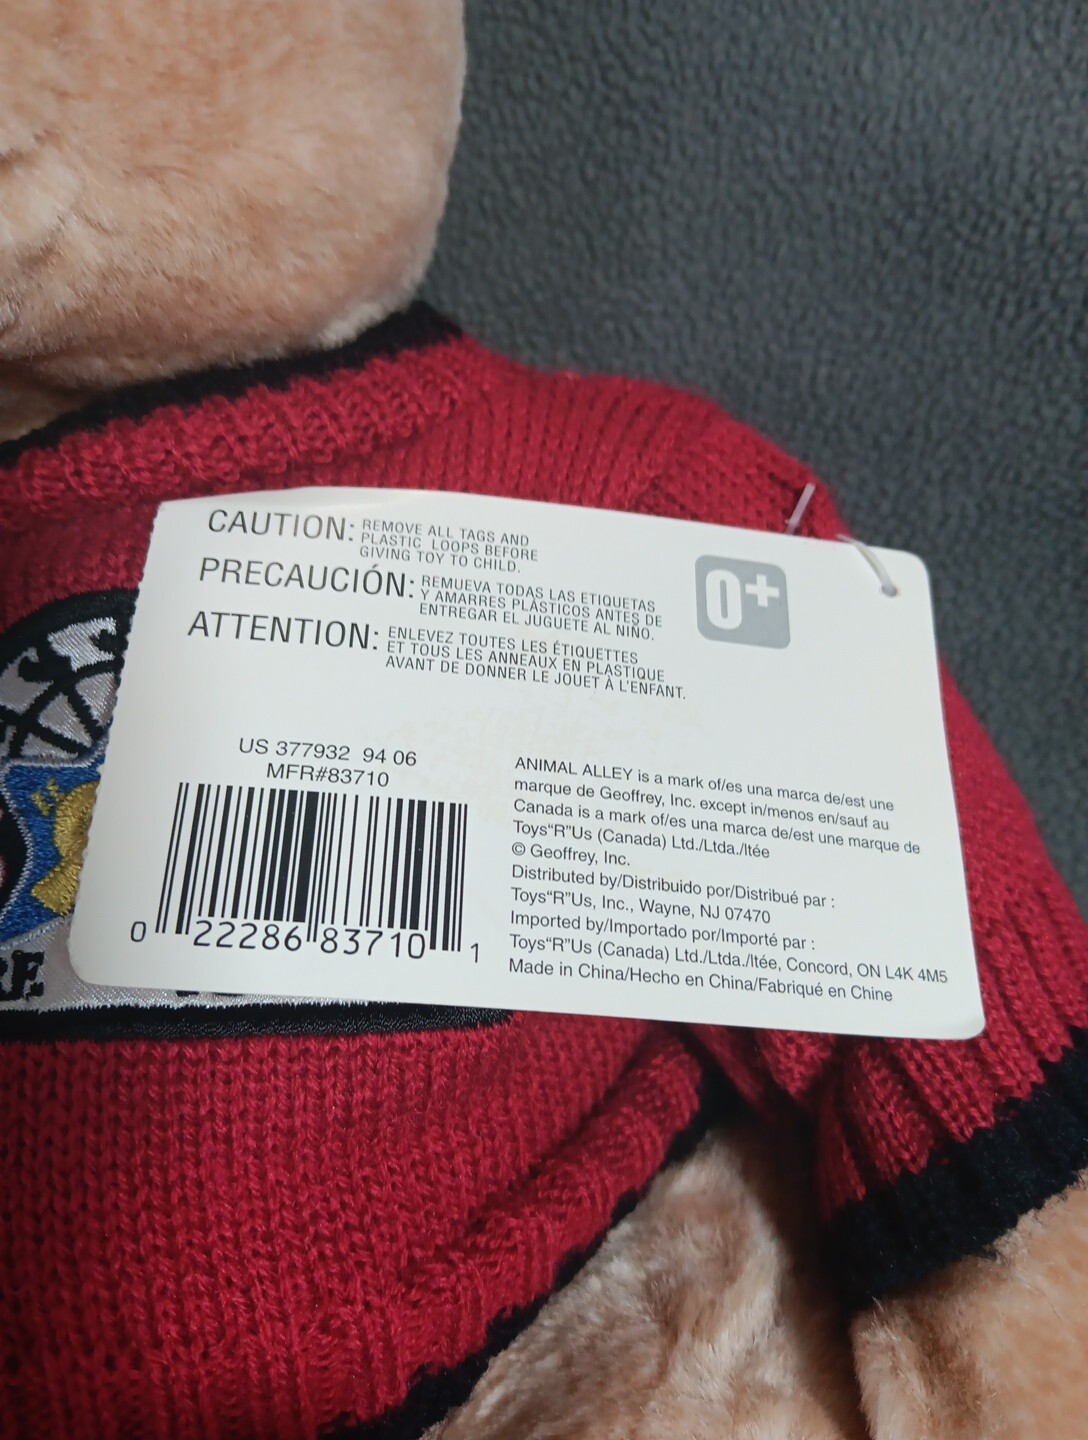 CAUTION: REMOVE ALL TAGS AND
PLASTIC LOOPS BEFORE
GIVING TOY TO CHILD.
PRECAUCIÓN: REMUEVA TODAS LAS ETIQUETAS
Y AMARRES PLÁSTICOS ANTES DE
ENTREGAR EL JUGUETE AL NIÑO.
ATTENTION: ENLEVEZ TOUTES LES ÉTIQUETTES
ET TOUS LES ANNEAUX EN PLASTIQUE
AVANT DE DONNER LE JOUET À L'ENFANT.
0+
US 377932 94 06
MFR#83710
0 22286 83710 1
ANIMAL ALLEY is a mark of/es una marca de/est une
marque de Geoffrey, Inc. except in/menos en/sauf au
Canada is a mark of/es una marca de/est une marque de
Toys"R"Us (Canada) Ltd./Ltda./ltée
© Geoffrey, Inc.
Distributed by/Distribuido por/Distribué par :
Toys"R"Us, Inc., Wayne, NJ 07470
Imported by/Importado por/Importé par :
Toys"R"Us (Canada) Ltd./Ltda./ltée, Concord, ON L4K 4M5
Made in China/Hecho en China/Fabriqué en Chine